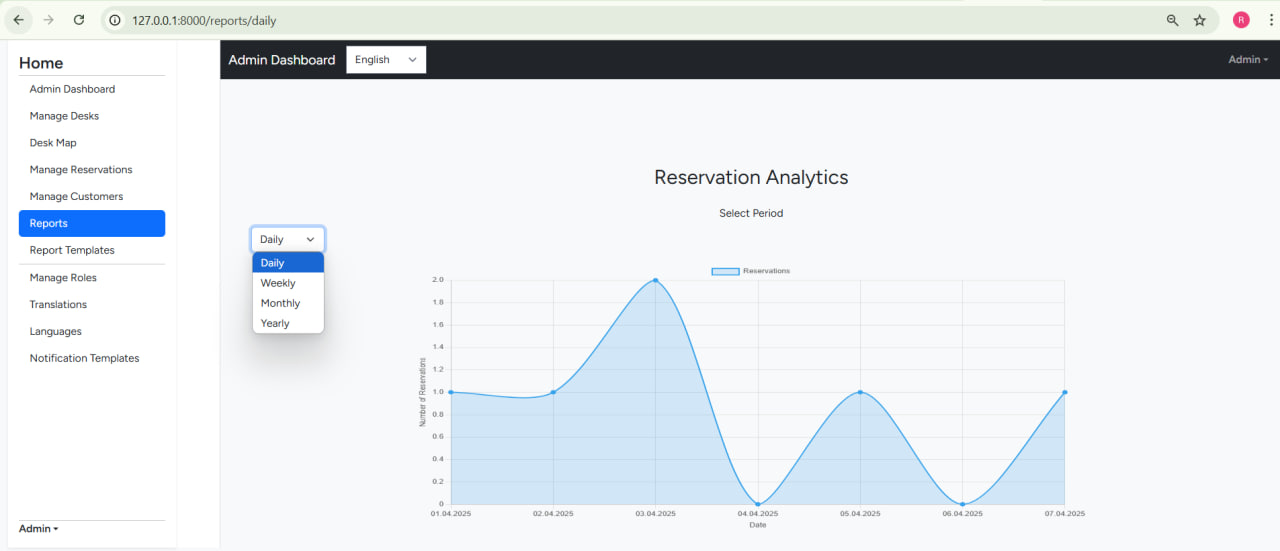 127.0.0.1:8000/reports/daily
R
Home
Admin Dashboard
Manage Desks
Desk Map
Manage Reservations
Manage Customers
Reports
Report Templates
Manage Roles
Translations
Languages
Notification Templates
Admin
Admin Dashboard
English
Admin
Reservation Analytics
Select Period
Daily
Daily
Weekly
Monthly
Yearly
Reservations
Number of Reservations
2.0
1.8
1.6
1.4
1.2
1.0
0.8
0.6
0.4
0.2
0
01.04.2025 02.04.2025 03.04.2025 04.04.2025 05.04.2025 06.04.2025 07.04.2025
Date